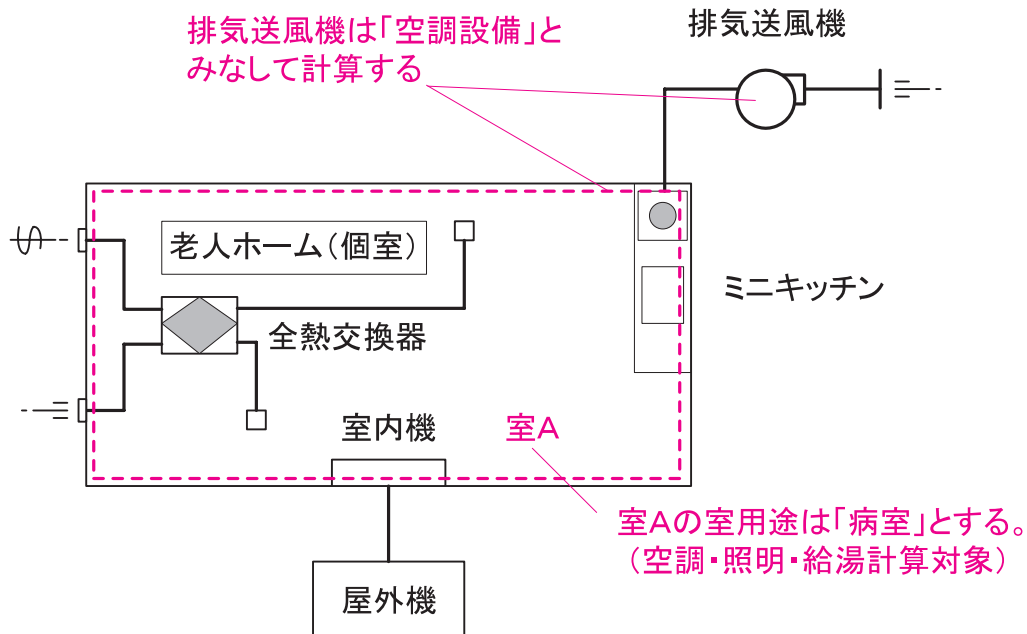 排気送風機は「空調設備」と
みなして計算する
排気送風機
老人ホーム（個室）
ミニキッチン
全熱交換器
室内機
室A
室Aの室用途は「病室」とする。
（空調・照明・給湯計算対象）
屋外機